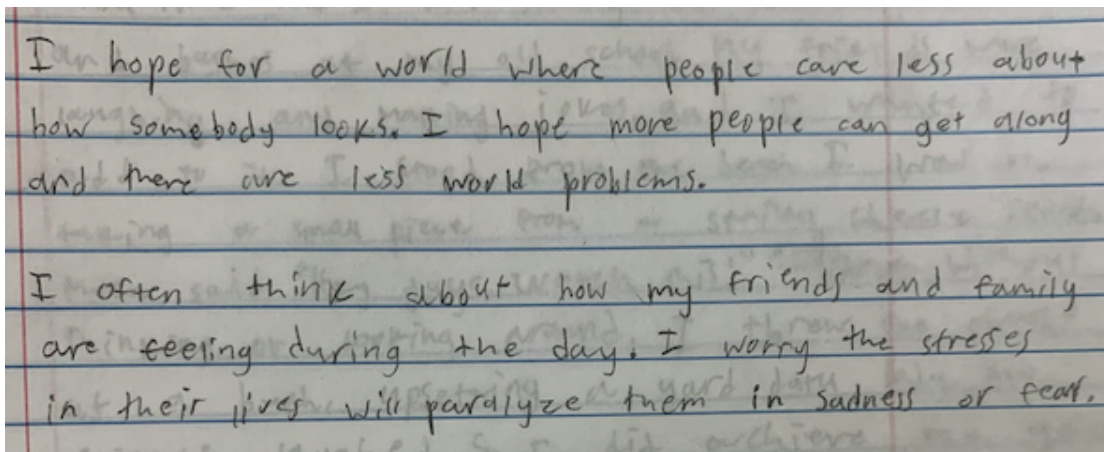 I hope for a world where people care less about
how somebody looks. I hope more people can get along
and there are less world problems.
I often think about how my friends and family
are feeling during the day. I worry the stresses
in their lives will paralyze them in sadness or fear.